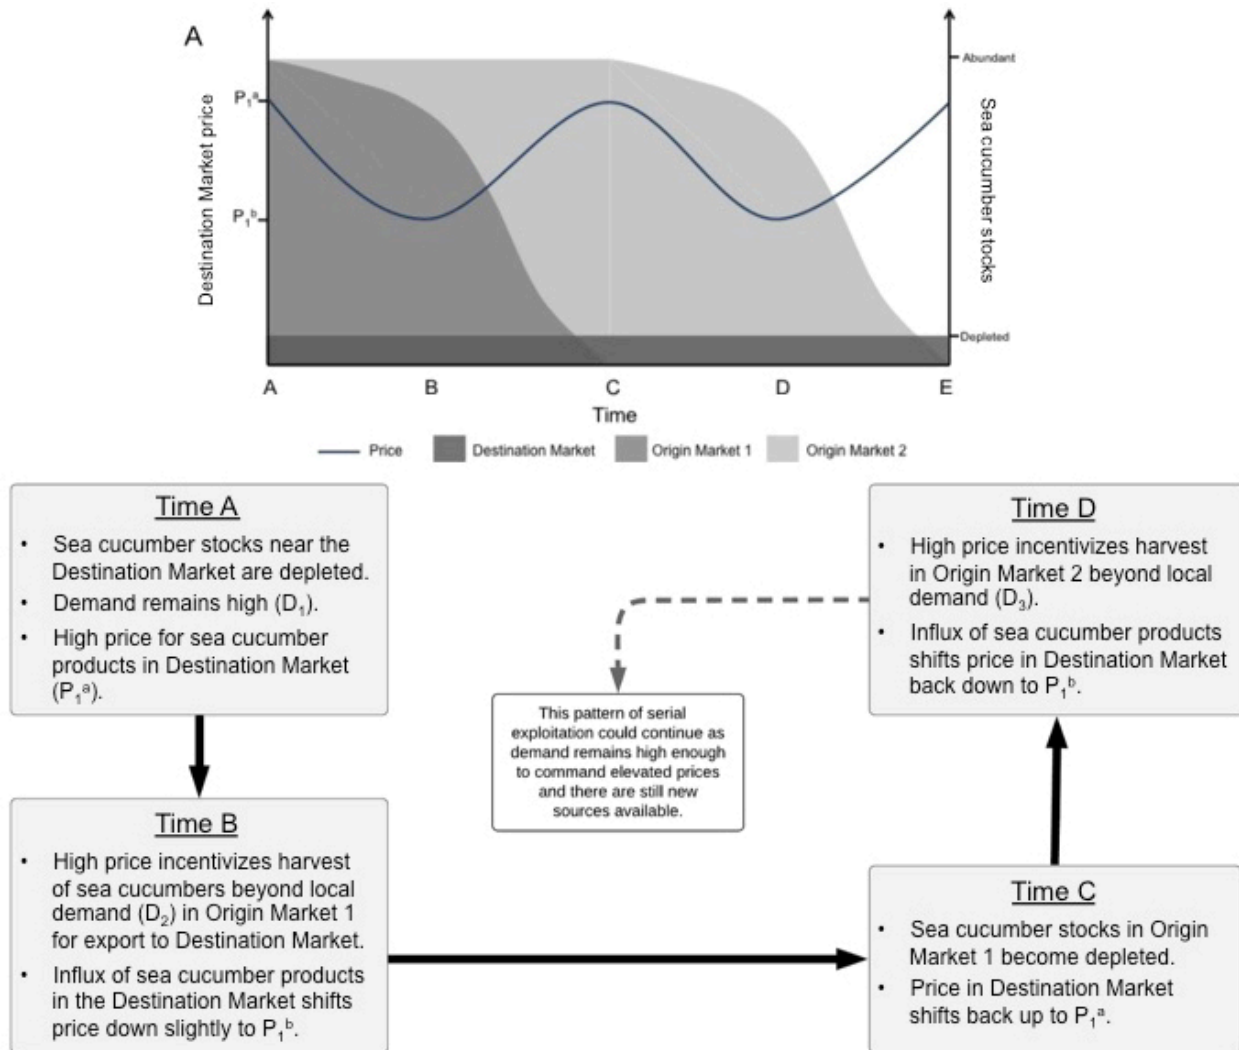 A
Destination Market price
P₁ᵃ
P₁ᵇ
Abundant
Sea cucumber stocks
Depleted
A B C D E
Time
Price Destination Market Origin Market 1 Origin Market 2
Time A
• Sea cucumber stocks near the
Destination Market are depleted.
• Demand remains high (D₁).
• High price for sea cucumber
products in Destination Market
(P₁ᵃ).
Time D
• High price incentivizes harvest
in Origin Market 2 beyond local
demand (D₃).
• Influx of sea cucumber products
shifts price in Destination Market
back down to P₁ᵇ.
This pattern of serial
exploitation could continue as
demand remains high enough
to command elevated prices
and there are still new
sources available.
Time B
• High price incentivizes harvest
of sea cucumbers beyond local
demand (D₂) in Origin Market 1
for export to Destination Market.
• Influx of sea cucumber products
in the Destination Market shifts
price down slightly to P₁ᵇ.
Time C
• Sea cucumber stocks in Origin
Market 1 become depleted.
• Price in Destination Market
shifts back up to P₁ᵃ.